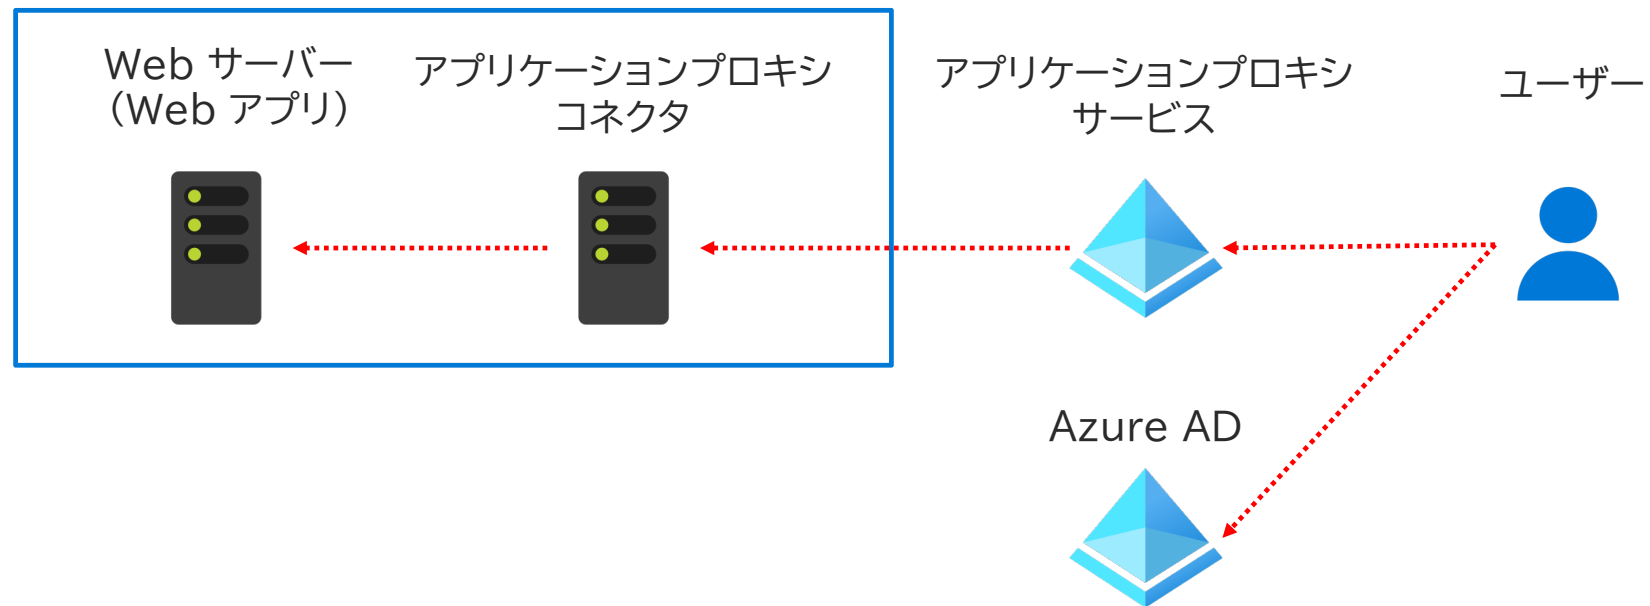 Web サーバー
（Web アプリ）
アプリケーションプロキシ
コネクタ
アプリケーションプロキシ
サービス
ユーザー
Azure AD